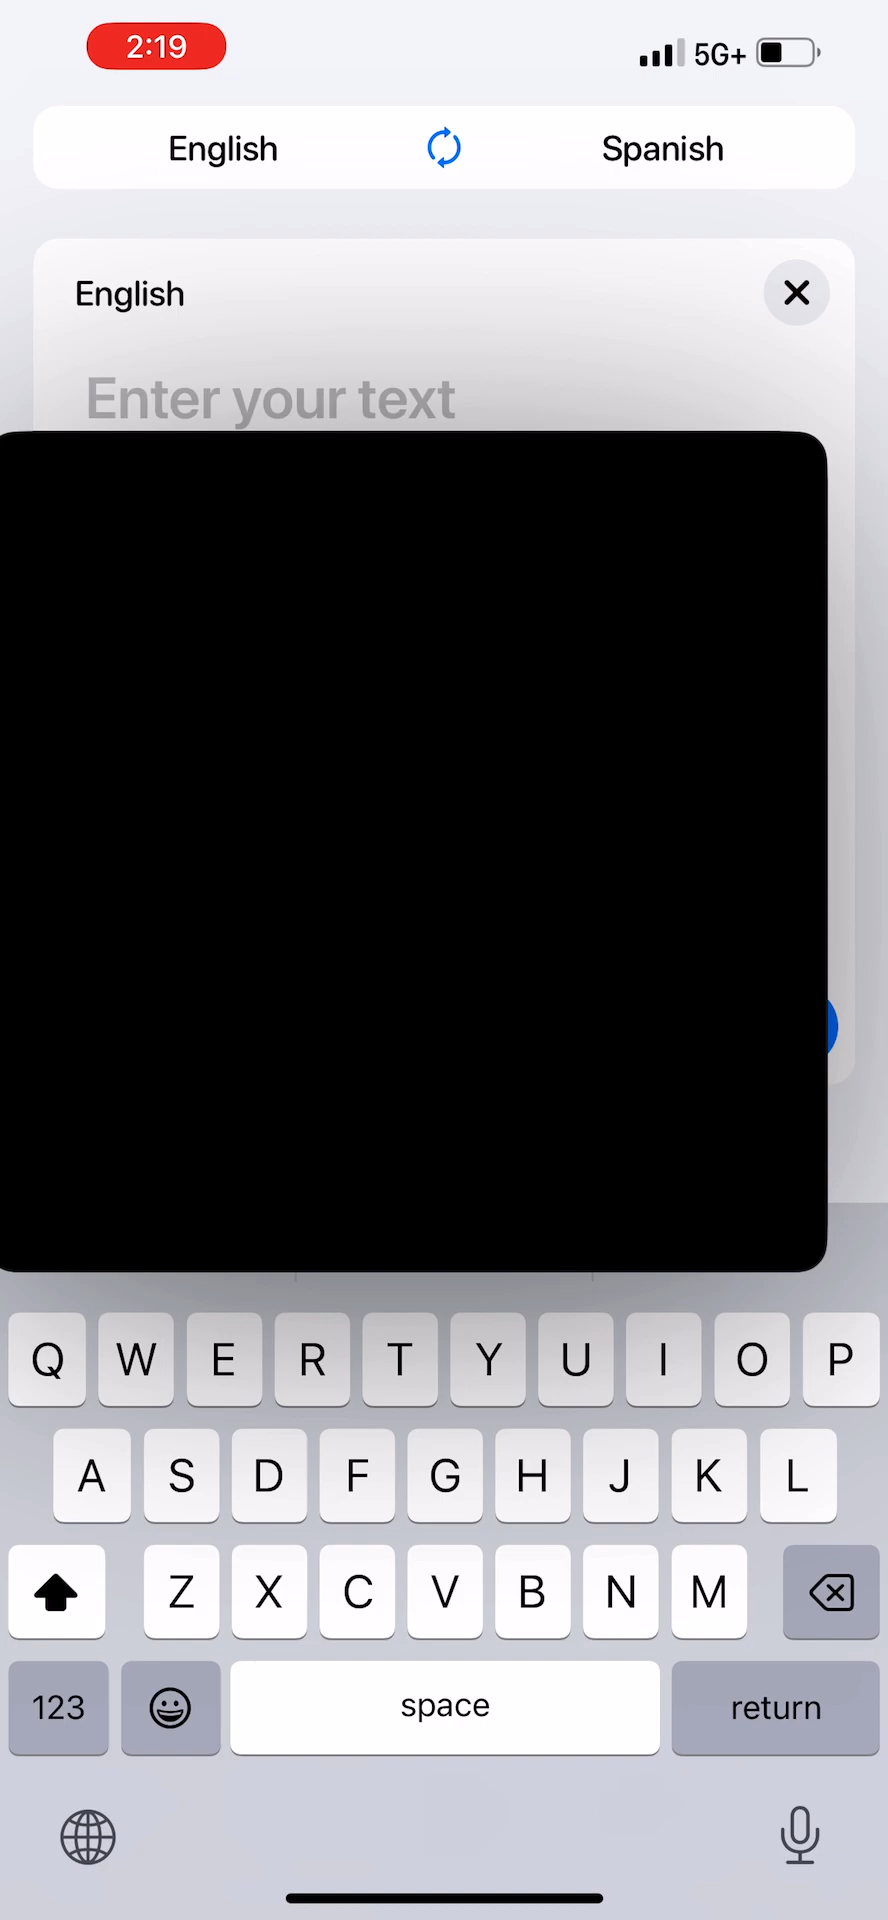 2:19 5G+
English Spanish
English
Enter your text
Q W E R T Y U I O P
A S D F G H J K L
Z X C V B N M
123 space return